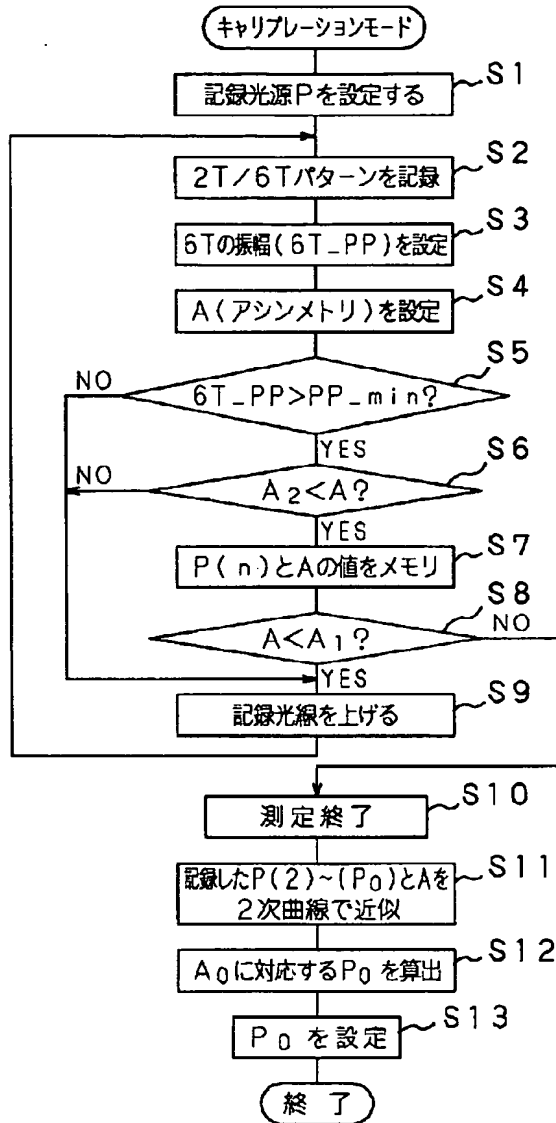 キャリブレーションモード
S1
記録光源Pを設定する
S2
2T/6Tパターンを記録
S3
6Tの振幅(6T_PP)を設定
S4
A(アシンメトリ)を設定
S5
NO
6T_PP>PP_min?
YES
S6
NO
A2<A?
YES
S7
P(n)とAの値をメモリ
S8
A<A1?
NO
YES
S9
記録光線を上げる
S10
測定終了
S11
記録したP(2)~(P0)とAを
2次曲線で近似
S12
A0に対応するP0を算出
S13
P0を設定
終了